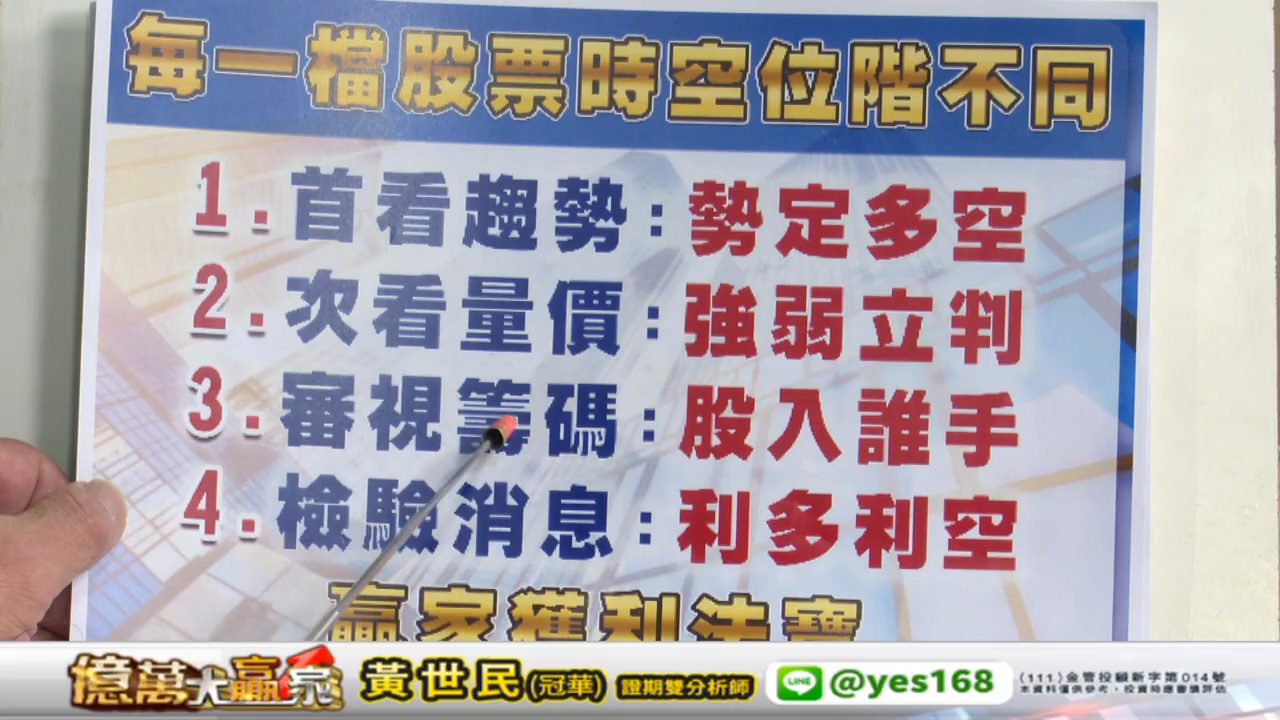 每一檔股票時空位階不同
1.首看趨勢:勢定多空
2.次看量價:強弱立判
3.審視籌碼:股入誰手
4.檢驗消息:利多利空
贏家獲利法寶
億萬大贏家 黃世民(冠華) 證期雙分析師 LINE @yes168
(111)金管投顧新字第014號
本資料僅供參考,投資時應審慎評估